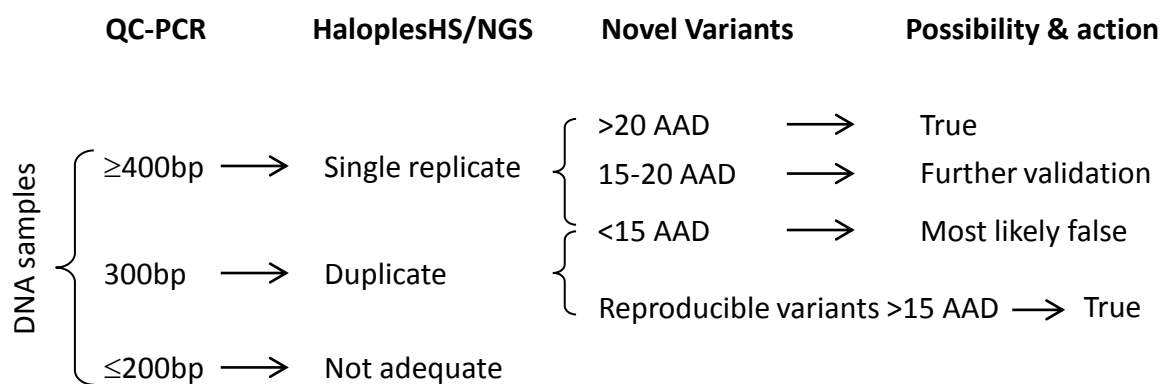 QC-PCR HaloplesHS/NGS Novel Variants Possibility & action
>20 AAD True
≥400bp Single replicate 15-20 AAD Further validation
<15 AAD Most likely false
300bp Duplicate
Reproducible variants >15 AAD True
≤200bp Not adequate
DNA samples